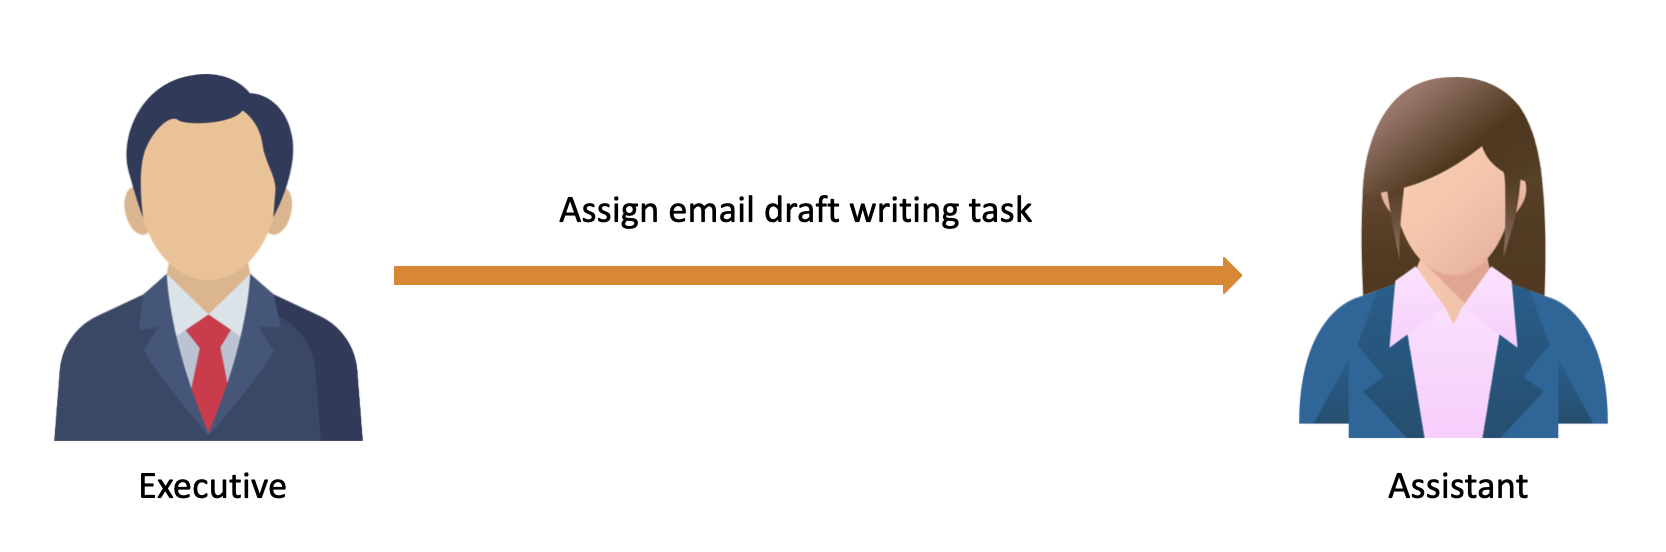 Assign email draft writing task
Executive
Assistant